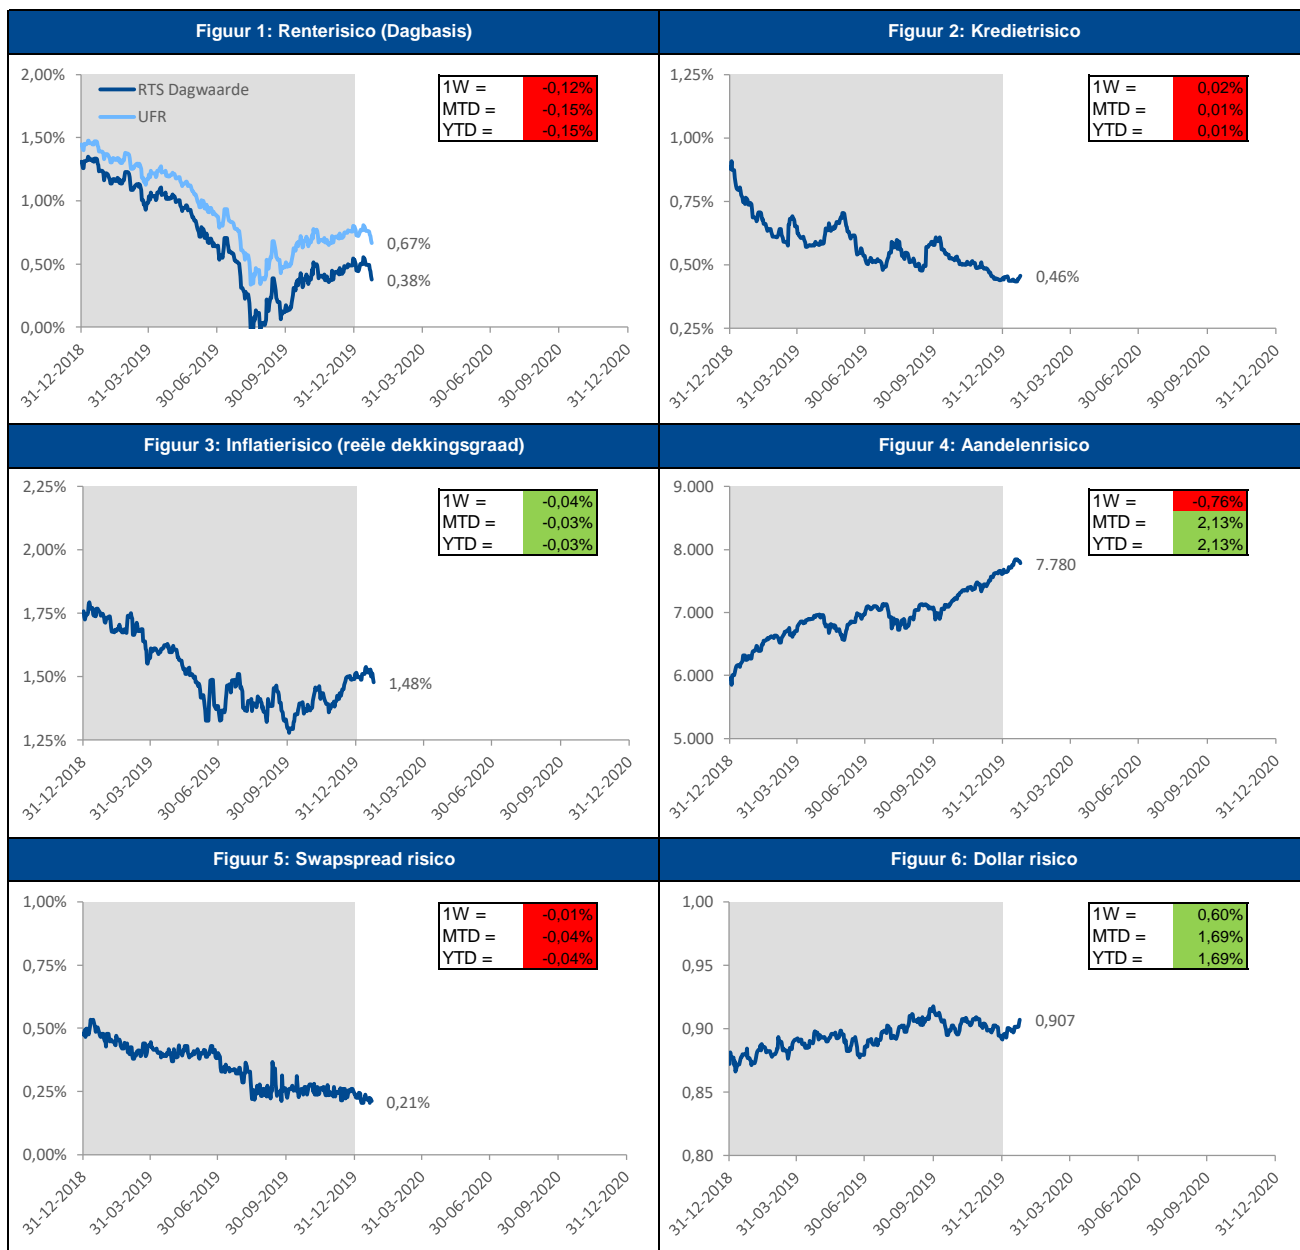 Figuur 1: Renterisico (Dagbasis)
2,00%
1,50%
1,00%
0,50%
0,00%
RTS Dagwaarde
UFR
1W = -0,12%
MTD = -0,15%
YTD = -0,15%
0,67%
0,38%
31-12-2018 31-03-2019 30-06-2019 30-09-2019 31-12-2019 31-03-2020 30-06-2020 30-09-2020 31-12-2020
Figuur 2: Kredietrisico
1,25%
1,00%
0,75%
0,50%
0,25%
1W = 0,02%
MTD = 0,01%
YTD = 0,01%
0,46%
31-12-2018 31-03-2019 30-06-2019 30-09-2019 31-12-2019 31-03-2020 30-06-2020 30-09-2020 31-12-2020
Figuur 3: Inflatierisico (reële dekkingsgraad)
2,25%
2,00%
1,75%
1,50%
1,25%
1W = -0,04%
MTD = -0,03%
YTD = -0,03%
1,48%
31-12-2018 31-03-2019 30-06-2019 30-09-2019 31-12-2019 31-03-2020 30-06-2020 30-09-2020 31-12-2020
Figuur 4: Aandelenrisico
9.000
8.000
7.000
6.000
5.000
1W = -0,76%
MTD = 2,13%
YTD = 2,13%
7.780
31-12-2018 31-03-2019 30-06-2019 30-09-2019 31-12-2019 31-03-2020 30-06-2020 30-09-2020 31-12-2020
Figuur 5: Swapspread risico
1,00%
0,75%
0,50%
0,25%
0,00%
1W = -0,01%
MTD = -0,04%
YTD = -0,04%
0,21%
31-12-2018 31-03-2019 30-06-2019 30-09-2019 31-12-2019 31-03-2020 30-06-2020 30-09-2020 31-12-2020
Figuur 6: Dollar risico
1,00
0,95
0,90
0,85
0,80
1W = 0,60%
MTD = 1,69%
YTD = 1,69%
0,907
31-12-2018 31-03-2019 30-06-2019 30-09-2019 31-12-2019 31-03-2020 30-06-2020 30-09-2020 31-12-2020